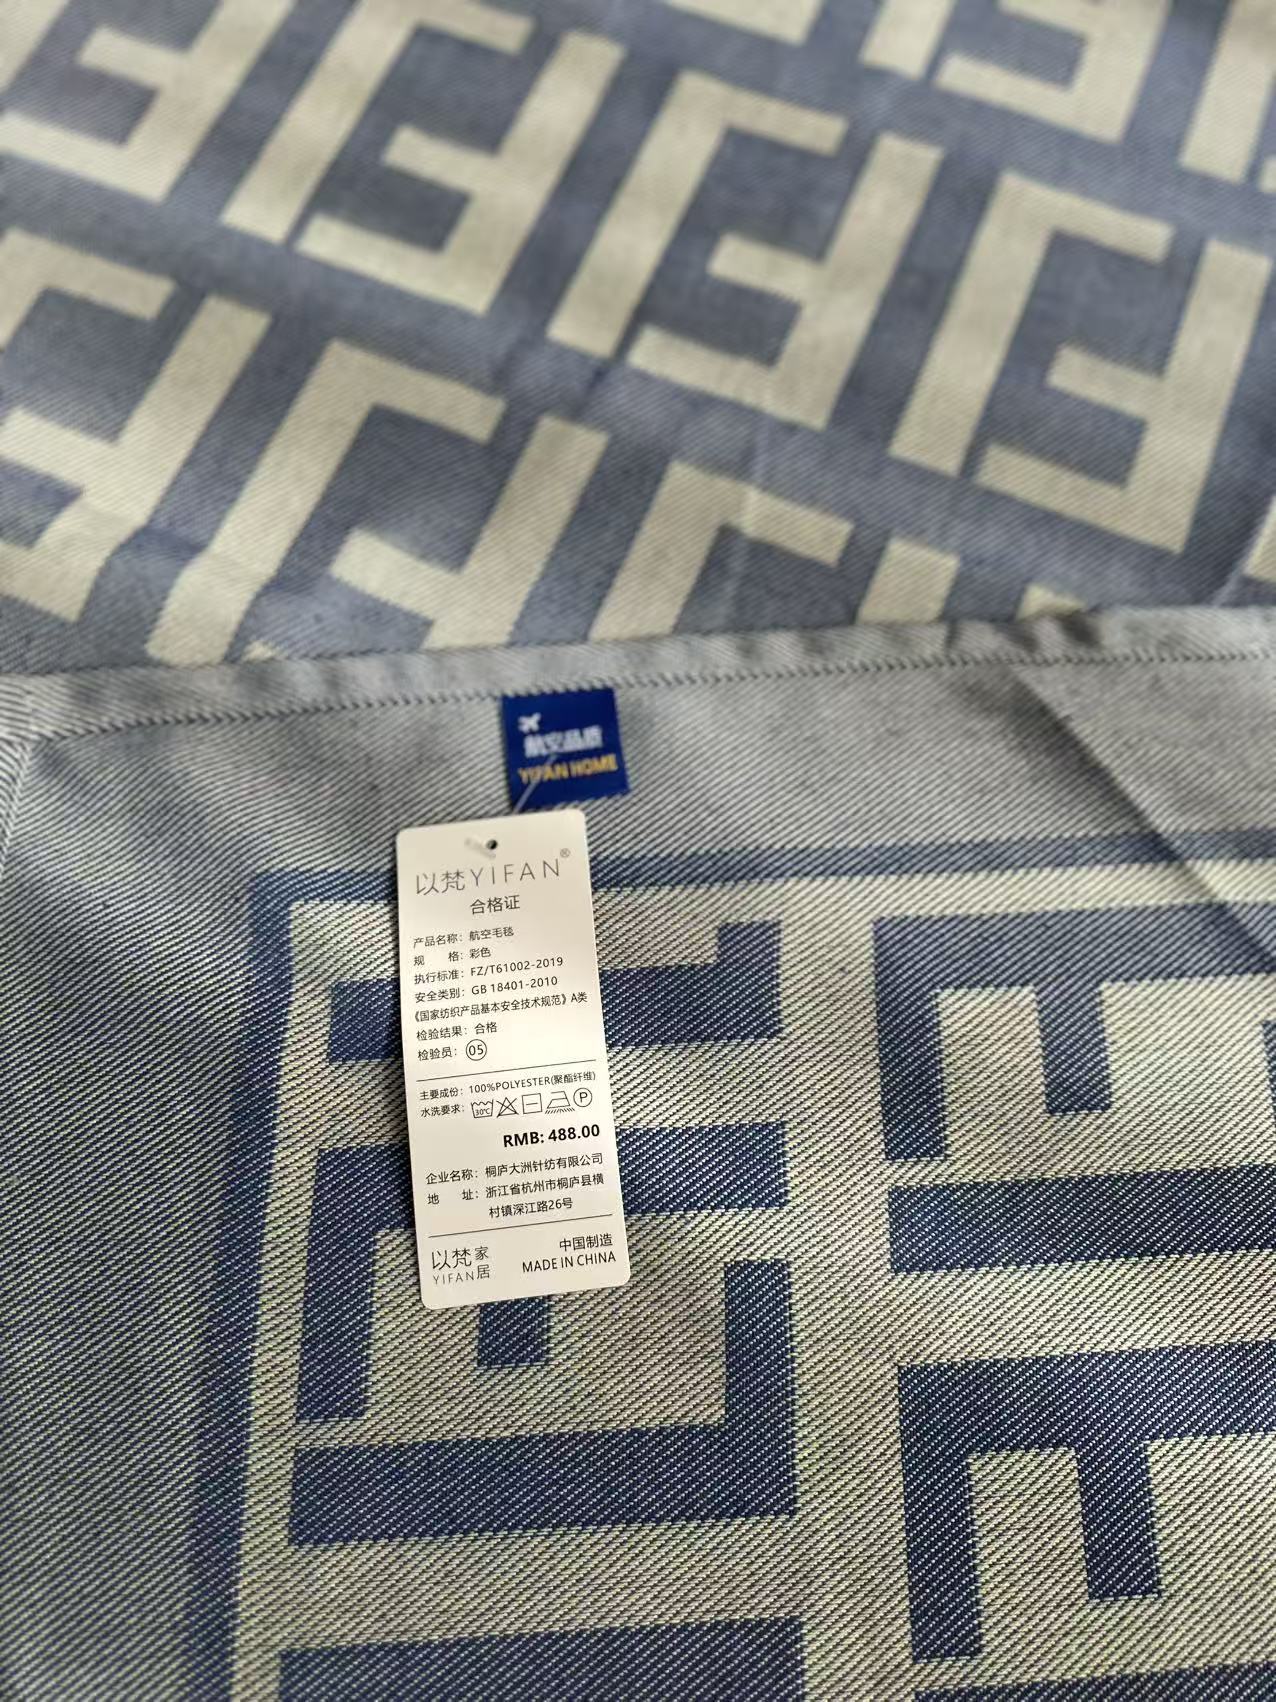 航空品质
YIFAN HOME
以梵YIFAN®
合格证
产品名称：航空毛毯
规 格：彩色
执行标准：FZ/T61002-2019
安全类别：GB 18401-2010
《国家纺织产品基本安全技术规范》A类
检验结果：合格
检验员：05
主要成份：100%POLYESTER(聚酯纤维)
水洗要求：30℃ P
RMB: 488.00
企业名称：桐庐大洲针纺有限公司
地 址：浙江省杭州市桐庐县横
村镇深江路26号
以梵家居
YIFAN
中国制造
MADE IN CHINA